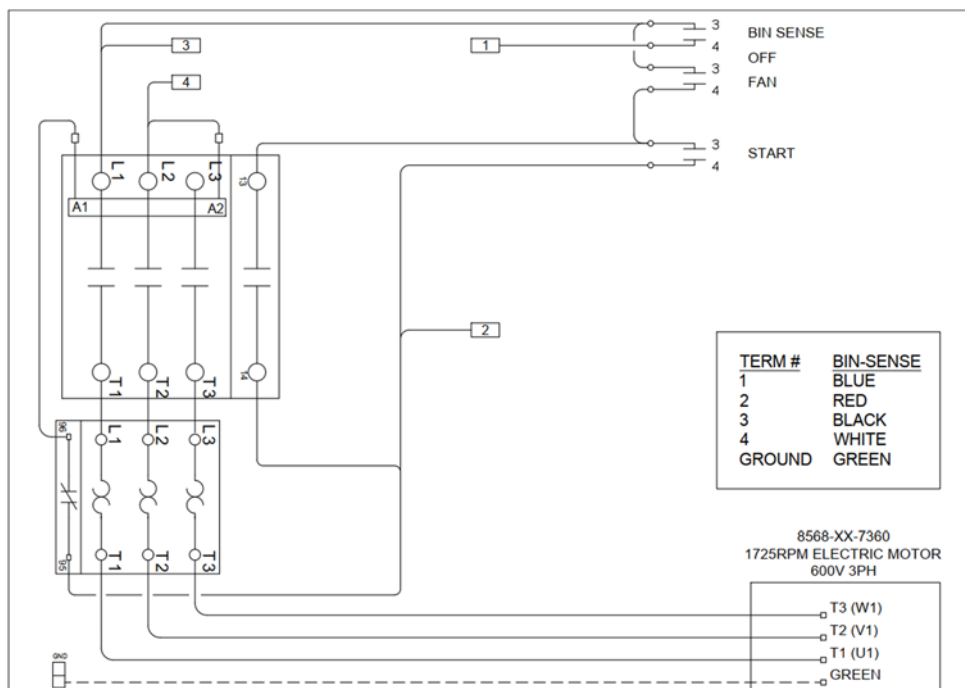 3
BIN SENSE
3
1
4
OFF
3
4
FAN
4
3
START
4
L1
L2
L3
13
A1
A2
2
T1
T2
T3
14
TERM # BIN-SENSE
1 BLUE
2 RED
3 BLACK
4 WHITE
GROUND GREEN
96
L1
L2
L3
95
T1
T2
T3
8568-XX-7360
1725RPM ELECTRIC MOTOR
600V 3PH
T3 (W1)
T2 (V1)
T1 (U1)
GREEN